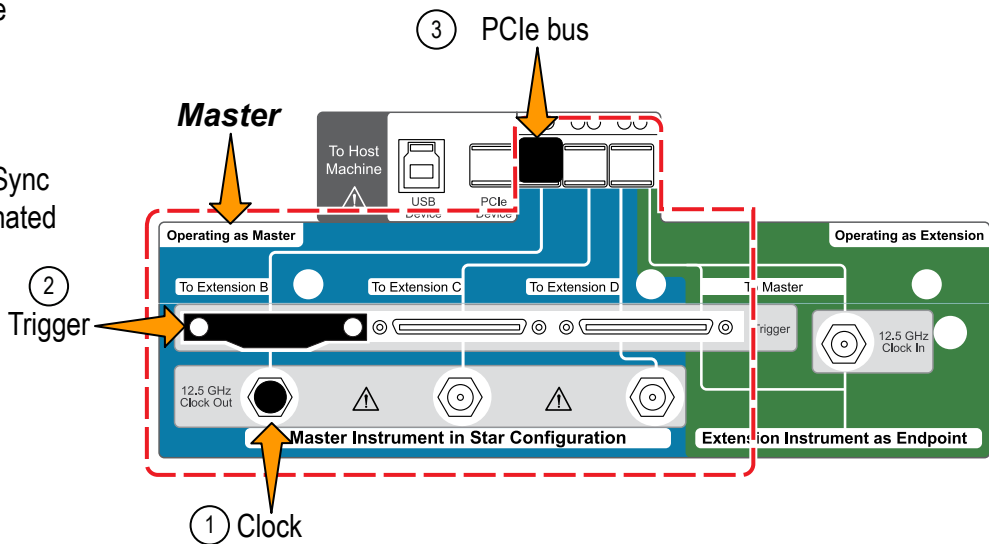 e
3 PCIe bus
Master
To Host
Machine
USB
Device
PCIe
Device
Sync
nated
Operating as Master
Operating as Extension
2
Trigger
To Extension B
To Extension C
To Extension D
To Master
Trigger
12.5 GHz
Clock In
12.5 GHz
Clock Out
Master Instrument in Star Configuration
Extension Instrument as Endpoint
1 Clock